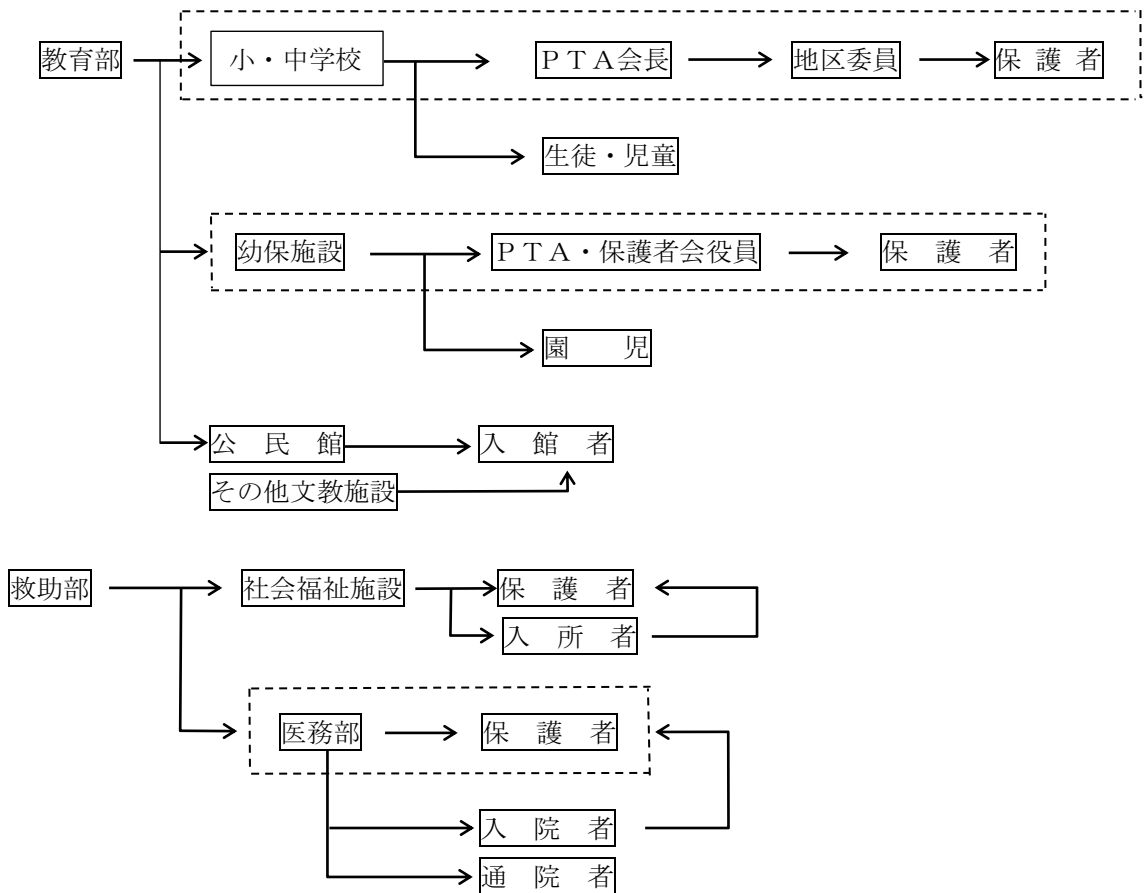 教育部 小・中学校 ＰＴＡ会長 地区委員 保護者
生徒・児童
幼保施設 ＰＴＡ・保護者会役員 保護者
園児
公民館 入館者
その他文教施設
救助部 社会福祉施設 保護者
入所者
医務部 保護者
入院者
通院者